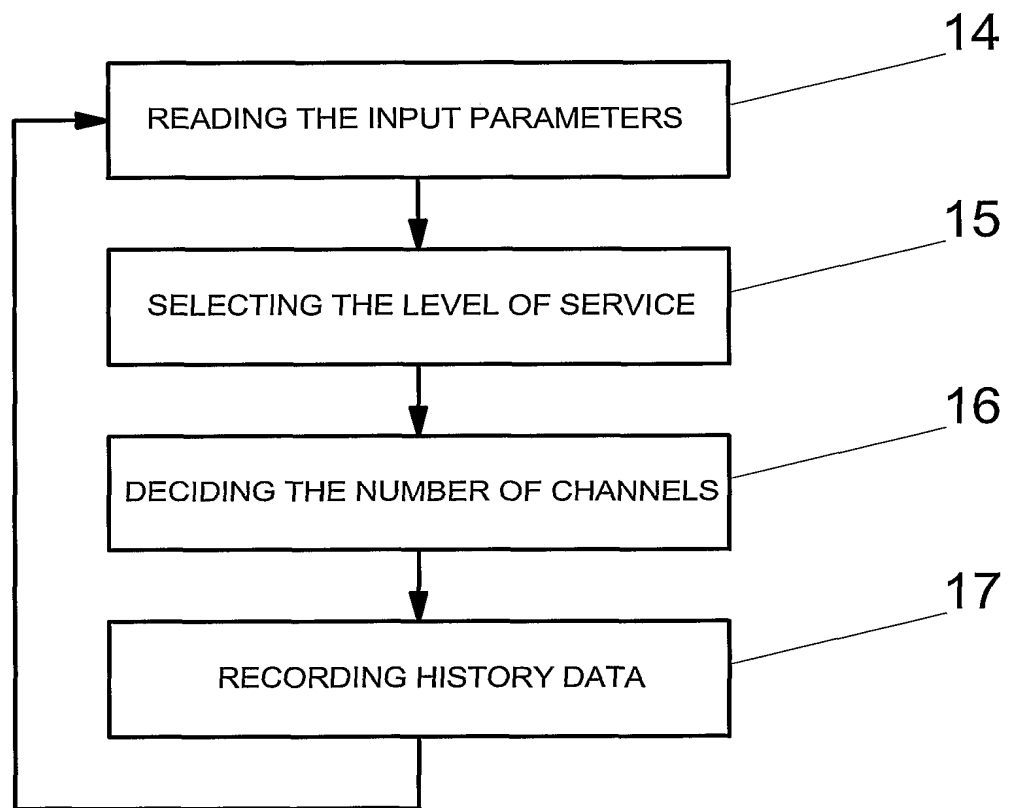 14
READING THE INPUT PARAMETERS
15
SELECTING THE LEVEL OF SERVICE
16
DECIDING THE NUMBER OF CHANNELS
17
RECORDING HISTORY DATA